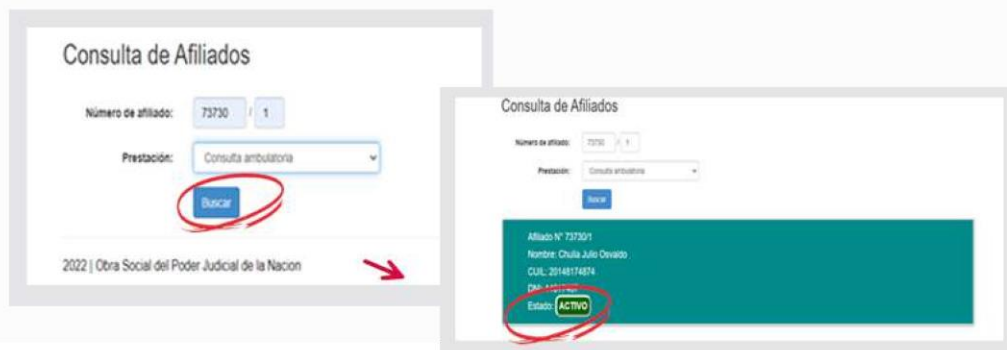 Consulta de Afiliados
Número de afiliado: 73730 / 1
Prestación: Consulta ambulatoria
Buscar
2022 | Obra Social del Poder Judicial de la Nacion
Consulta de Afiliados
Número de afiliado: 73730 / 1
Prestación: Consulta ambulatoria
Buscar
Afiliado N° 73730/1
Nombre: Chulia Julio Osvaldo
CUIL: 20148174874
DNI:
Estado: ACTIVO